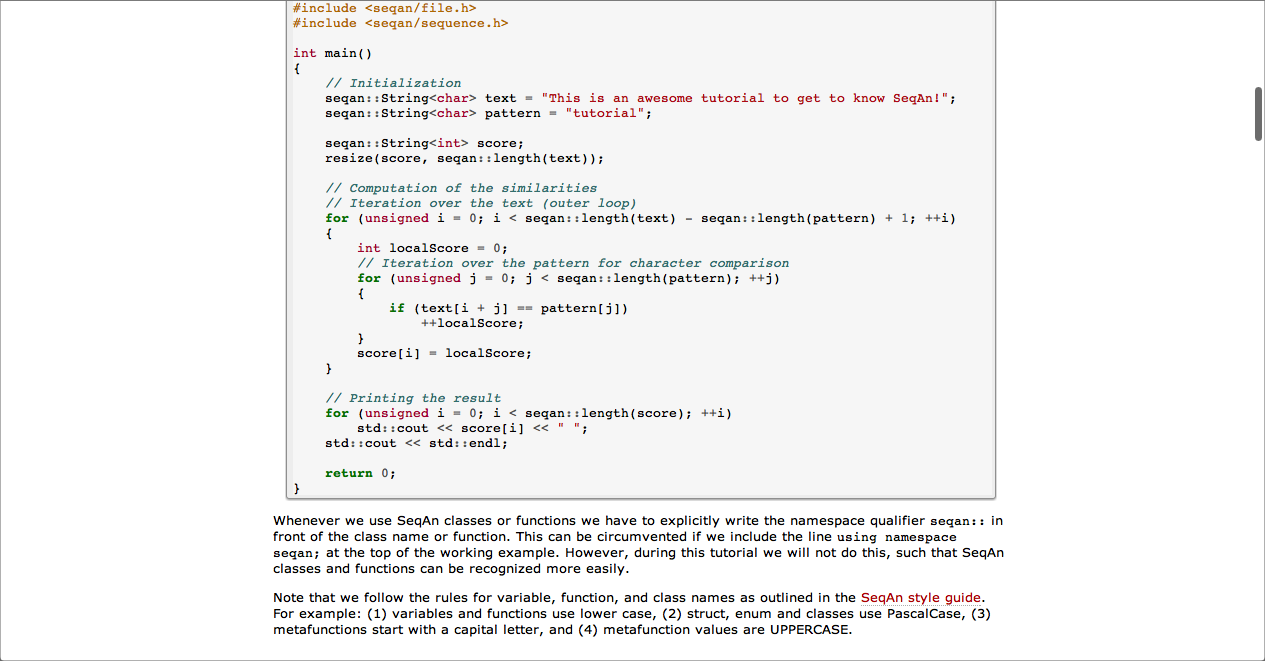 #include <seqan/file.h>
#include <seqan/sequence.h>
int main()
{
// Initialization
seqan::String<char> text = "This is an awesome tutorial to get to know SeqAn!";
seqan::String<char> pattern = "tutorial";
seqan::String<int> score;
resize(score, seqan::length(text));
// Computation of the similarities
// Iteration over the text (outer loop)
for (unsigned i = 0; i < seqan::length(text) - seqan::length(pattern) + 1; ++i)
{
int localScore = 0;
// Iteration over the pattern for character comparison
for (unsigned j = 0; j < seqan::length(pattern); ++j)
{
if (text[i + j] == pattern[j])
++localScore;
}
score[i] = localScore;
}
// Printing the result
for (unsigned i = 0; i < seqan::length(score); ++i)
std::cout << score[i] << " ";
std::cout << std::endl;
return 0;
}
Whenever we use SeqAn classes or functions we have to explicitly write the namespace qualifier seqan:: in
front of the class name or function. This can be circumvented if we include the line using namespace
seqan; at the top of the working example. However, during this tutorial we will not do this, such that SeqAn
classes and functions can be recognized more easily.
Note that we follow the rules for variable, function, and class names as outlined in the SeqAn style guide.
For example: (1) variables and functions use lower case, (2) struct, enum and classes use PascalCase, (3)
metafunctions start with a capital letter, and (4) metafunction values are UPPERCASE.